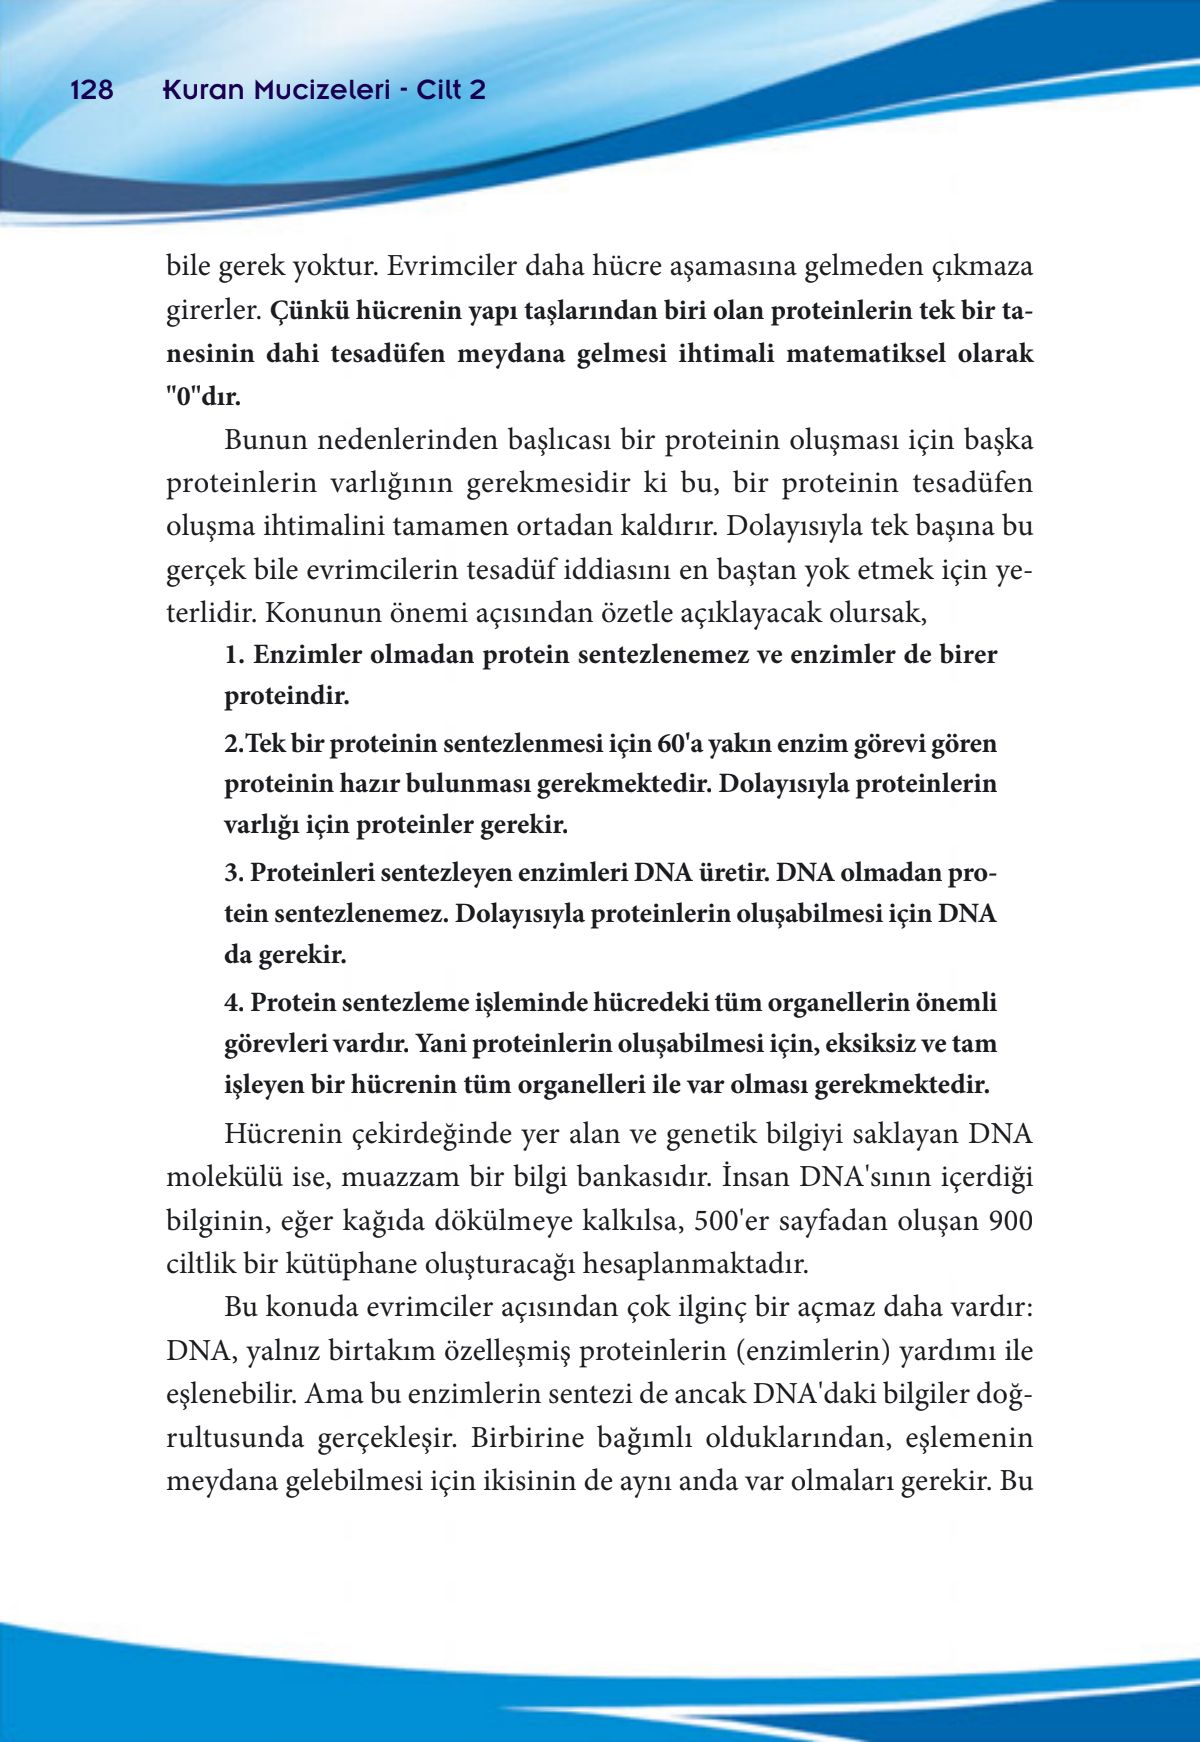 128 Kuran Mucizeleri - Cilt 2
bile gerek yoktur. Evrimciler daha hücre aşamasına gelmeden çıkmaza
girerler. Çünkü hücrenin yapı taşlarından biri olan proteinlerin tek bir ta-
nesinin dahi tesadüfen meydana gelmesi ihtimali matematiksel olarak
"0"dır.
Bunun nedenlerinden başlıcası bir proteinin oluşması için başka
proteinlerin varlığının gerekmesidir ki bu, bir proteinin tesadüfen
oluşma ihtimalini tamamen ortadan kaldırır. Dolayısıyla tek başına bu
gerçek bile evrimcilerin tesadüf iddiasını en baştan yok etmek için ye-
terlidir. Konunun önemi açısından özetle açıklayacak olursak,
1. Enzimler olmadan protein sentezlenemez ve enzimler de birer
proteindir.
2.Tek bir proteinin sentezlenmesi için 60'a yakın enzim görevi gören
proteinin hazır bulunması gerekmektedir. Dolayısıyla proteinlerin
varlığı için proteinler gerekir.
3. Proteinleri sentezleyen enzimleri DNA üretir. DNA olmadan pro-
tein sentezlenemez. Dolayısıyla proteinlerin oluşabilmesi için DNA
da gerekir.
4. Protein sentezleme işleminde hücredeki tüm organellerin önemli
görevleri vardır. Yani proteinlerin oluşabilmesi için, eksiksiz ve tam
işleyen bir hücrenin tüm organelleri ile var olması gerekmektedir.
Hücrenin çekirdeğinde yer alan ve genetik bilgiyi saklayan DNA
molekülü ise, muazzam bir bilgi bankasıdır. İnsan DNA'sının içerdiği
bilginin, eğer kağıda dökülmeye kalkılsa, 500'er sayfadan oluşan 900
ciltlik bir kütüphane oluşturacağı hesaplanmaktadır.
Bu konuda evrimciler açısından çok ilginç bir açmaz daha vardır:
DNA, yalnız birtakım özelleşmiş proteinlerin (enzimlerin) yardımı ile
eşlenebilir. Ama bu enzimlerin sentezi de ancak DNA'daki bilgiler doğ-
rultusunda gerçekleşir. Birbirine bağımlı olduklarından, eşlemenin
meydana gelebilmesi için ikisinin de aynı anda var olmaları gerekir. Bu